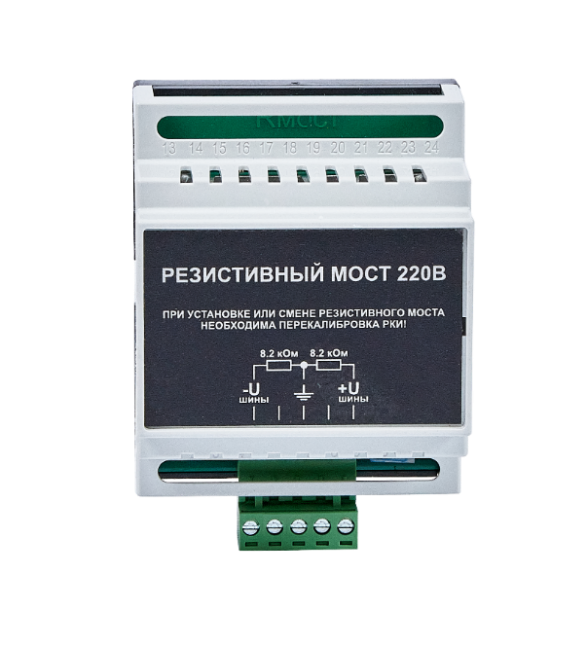 КМОСТ
13 14 15 16 17 18 19 20 21 22 23 24
РЕЗИСТИВНЫЙ МОСТ 220В
ПРИ УСТАНОВКЕ ИЛИ СМЕНЕ РЕЗИСТИВНОГО МОСТА
НЕОБХОДИМА ПЕРЕКАЛИБРОВКА РКИ!
8.2 кОм 8.2 кОм
-U +U
шины шины